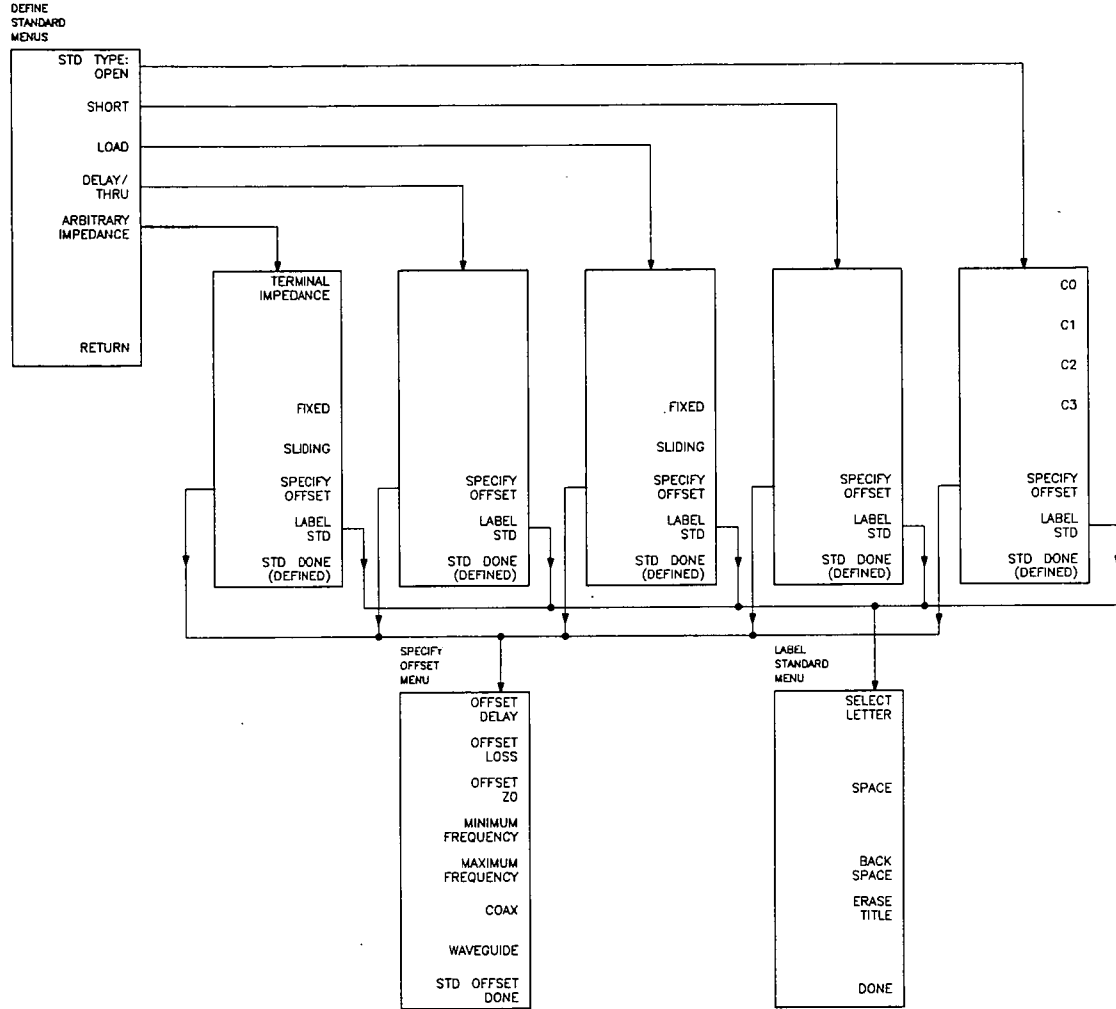 DEFINE
STANDARD
MENUS
STD TYPE:
OPEN
SHORT
LOAD
DELAY/
THRU
ARBITRARY
IMPEDANCE
RETURN
TERMINAL
IMPEDANCE
FIXED
SLIDING
SPECIFY
OFFSET
LABEL
STD
STD DONE
(DEFINED)
SPECIFY
OFFSET
LABEL
STD
STD DONE
(DEFINED)
FIXED
SLIDING
SPECIFY
OFFSET
LABEL
STD
STD DONE
(DEFINED)
SPECIFY
OFFSET
LABEL
STD
STD DONE
(DEFINED)
C0
C1
C2
C3
SPECIFY
OFFSET
LABEL
STD
STD DONE
(DEFINED)
SPECIFY
OFFSET
MENU
OFFSET
DELAY
OFFSET
LOSS
OFFSET
Z0
MINIMUM
FREQUENCY
MAXIMUM
FREQUENCY
COAX
WAVEGUIDE
STD OFFSET
DONE
LABEL
STANDARD
MENU
SELECT
LETTER
SPACE
BACK
SPACE
ERASE
TITLE
DONE